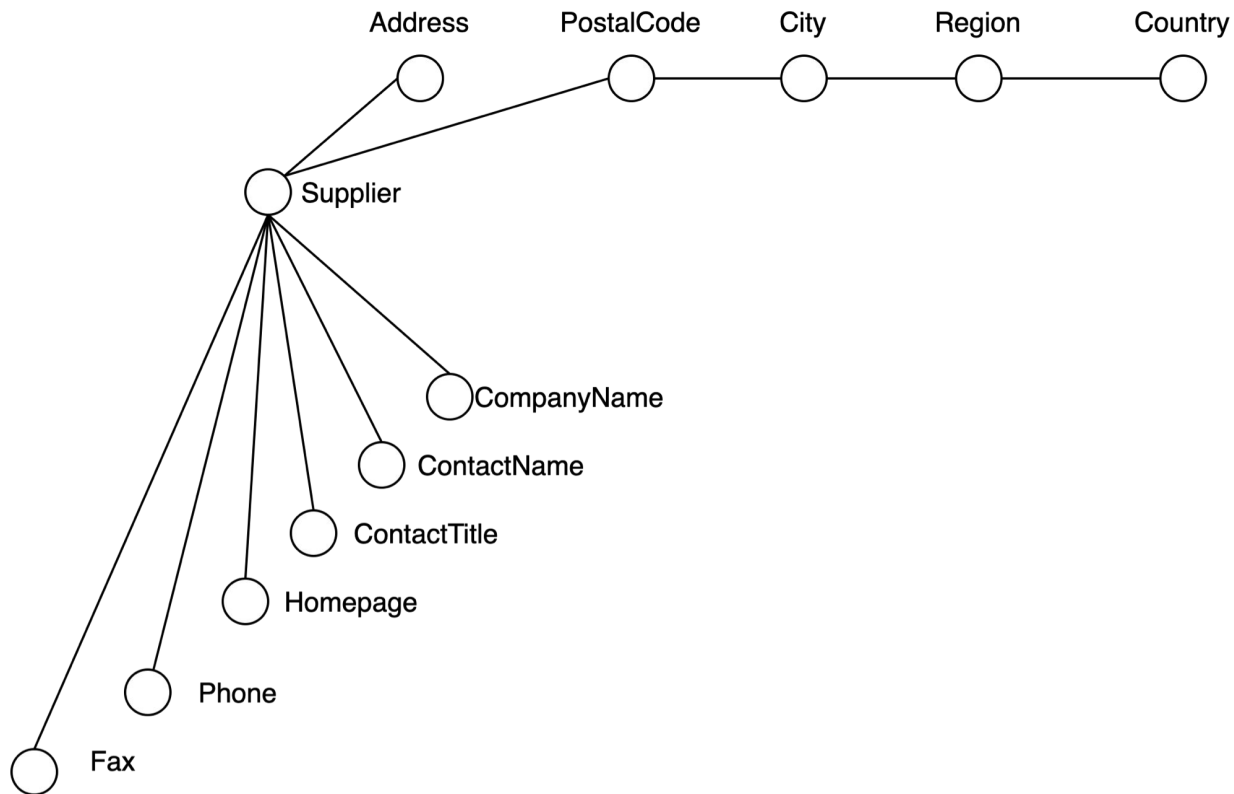 Address
PostalCode
City
Region
Country
Supplier
CompanyName
ContactName
ContactTitle
Homepage
Phone
Fax